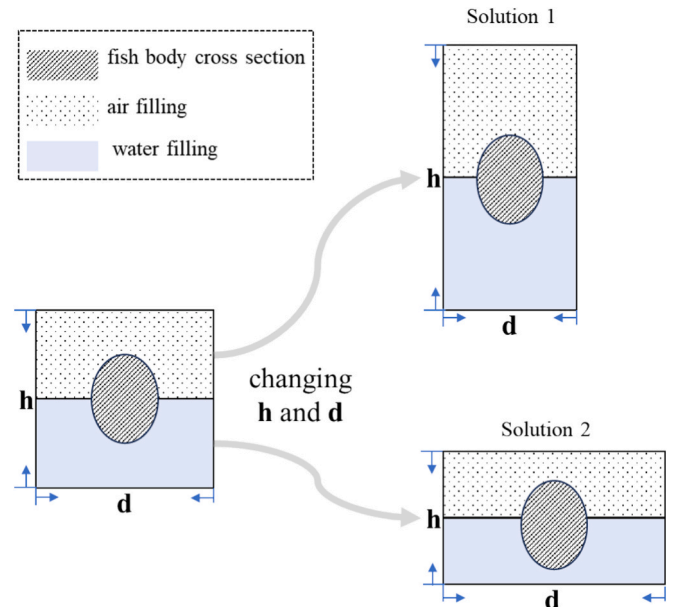 Solution 1
fish body cross section
air filling
water filling
h
d
h
d
changing
h and d
Solution 2
h
d